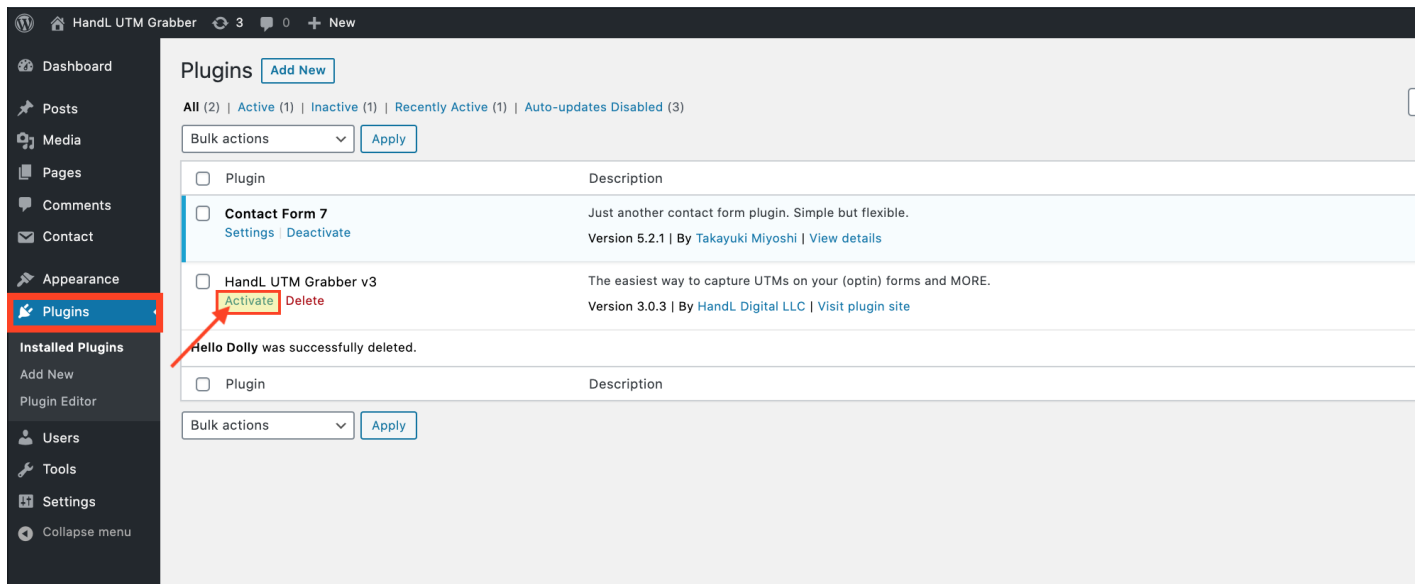 HandL UTM Grabber 3 0 + New
Dashboard
Posts
Media
Pages
Comments
Contact
Appearance
Plugins
Installed Plugins
Add New
Plugin Editor
Users
Tools
Settings
Collapse menu
Plugins Add New
All (2) | Active (1) | Inactive (1) | Recently Active (1) | Auto-updates Disabled (3)
Bulk actions Apply
Plugin Description
Contact Form 7 Just another contact form plugin. Simple but flexible.
Settings | Deactivate Version 5.2.1 | By Takayuki Miyoshi | View details
HandL UTM Grabber v3 The easiest way to capture UTMs on your (optin) forms and MORE.
Activate Delete Version 3.0.3 | By HandL Digital LLC | Visit plugin site
Hello Dolly was successfully deleted.
Plugin Description
Bulk actions Apply